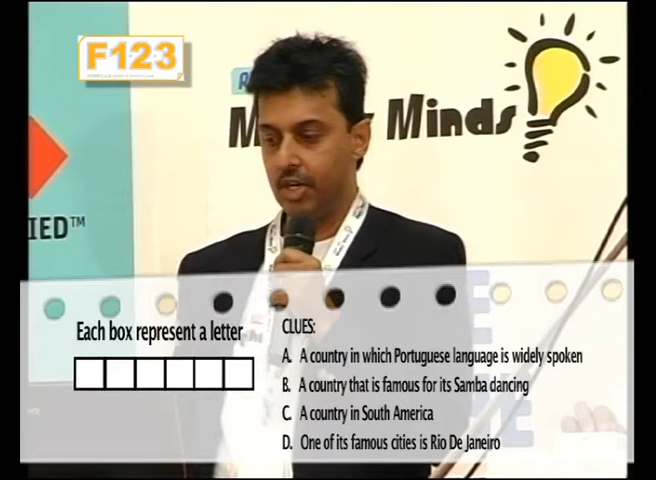 F123
Minds
IED™
Each box represent a letter
CLUES:
A. A country in which Portuguese language is widely spoken
B. A country that is famous for its Samba dancing
C. A country in South America
D. One of its famous cities is Rio De Janeiro